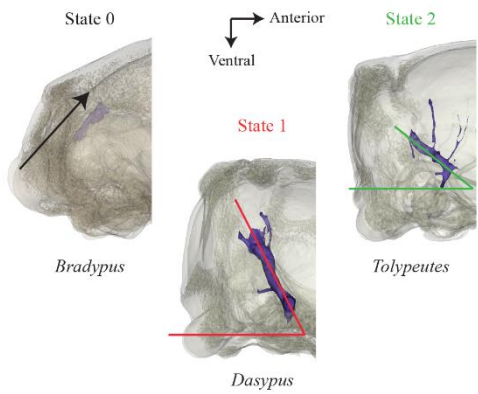 State 0
Anterior
Ventral
State 2
State 1
Bradypus
Tolypeutes
Dasypus